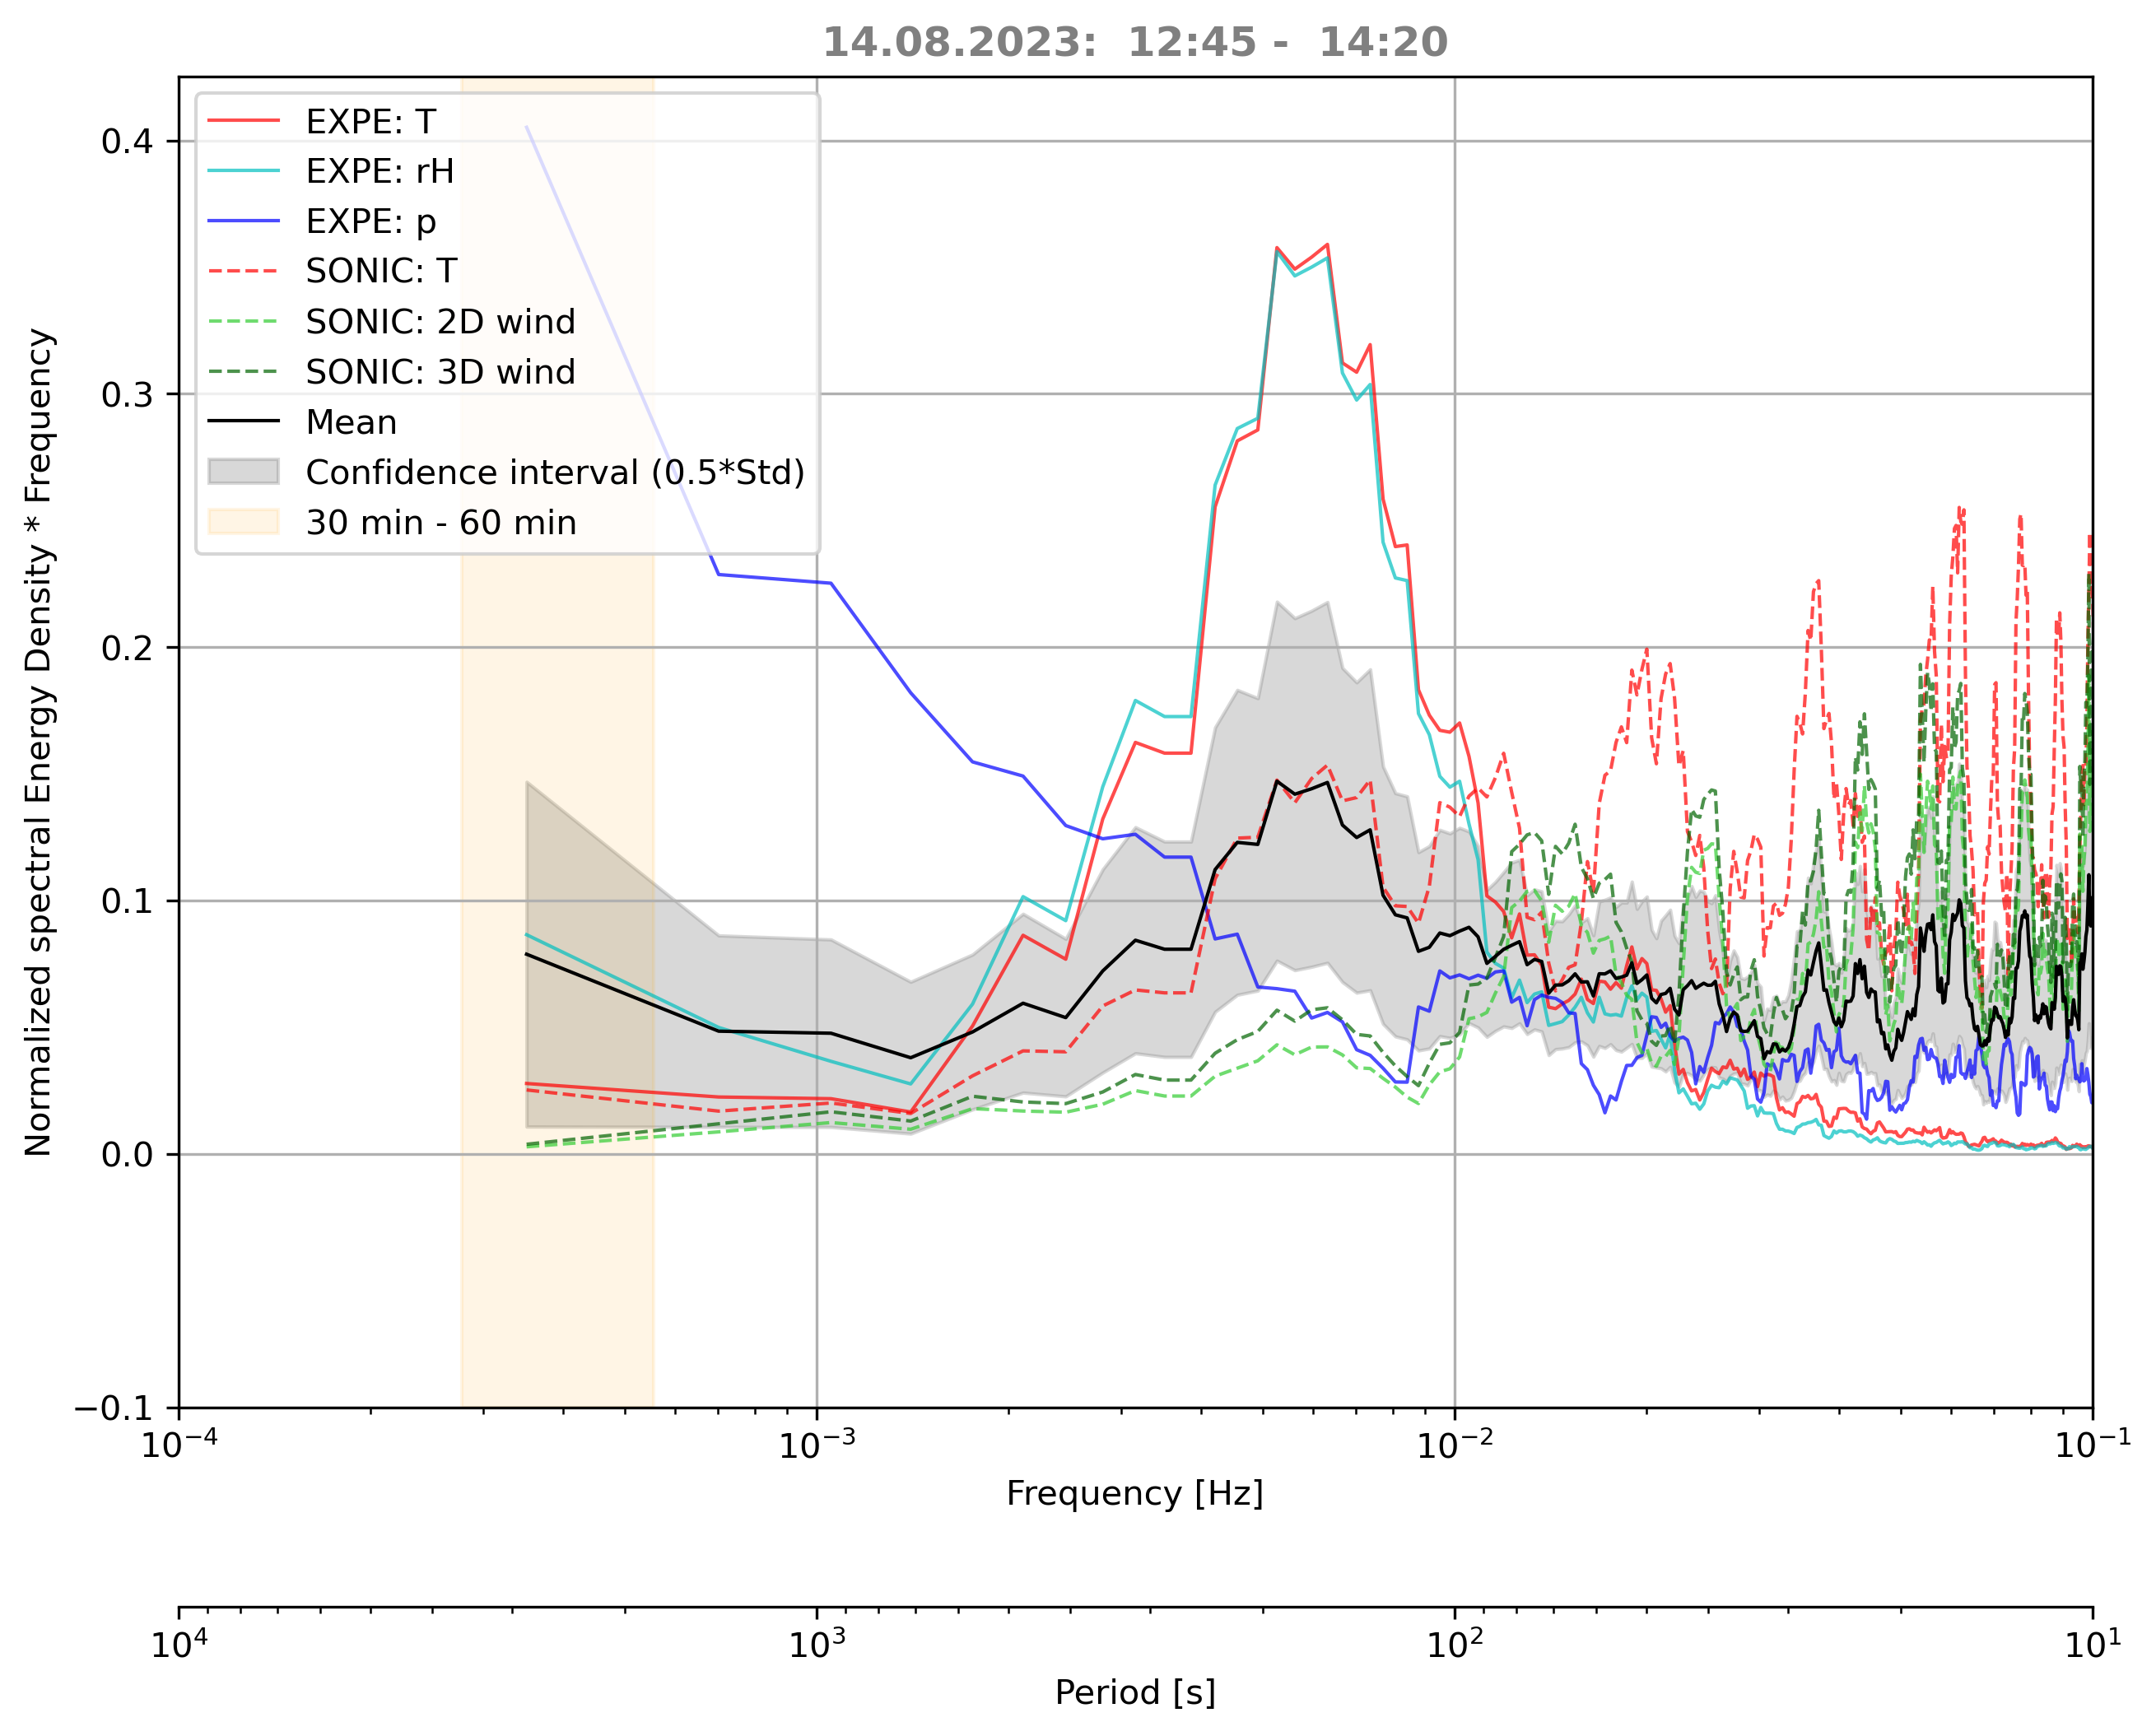 14.08.2023:  12:45 -  14:20
Normalized spectral Energy Density * Frequency
0.4
0.3
0.2
0.1
0.0
−0.1
EXPE: T
EXPE: rH
EXPE: p
SONIC: T
SONIC: 2D wind
SONIC: 3D wind
Mean
Confidence interval (0.5*Std)
30 min - 60 min
10⁻⁴ 10⁻³ 10⁻² 10⁻¹
Frequency [Hz]
10⁴ 10³ 10² 10¹
Period [s]